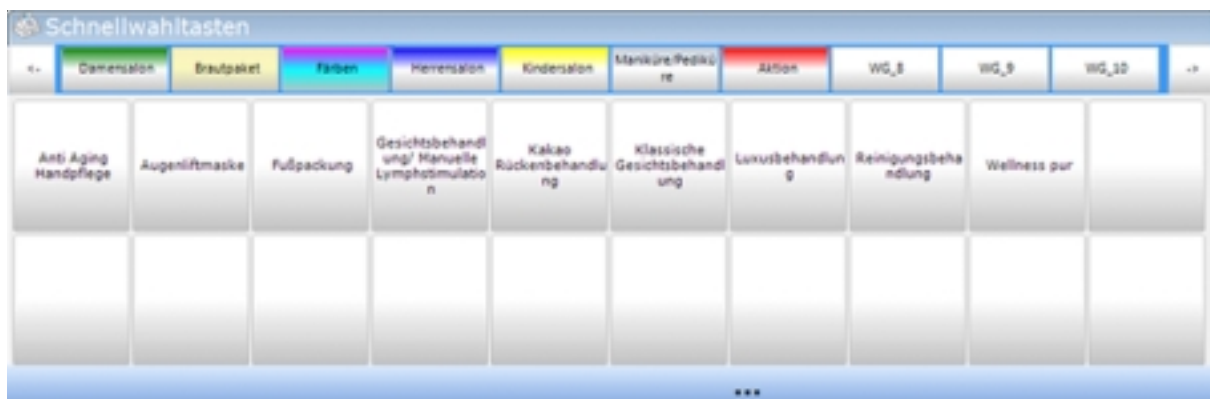 Schnellwahltasten
<-
Damensalon
Brautpaket
Färben
Herrensalon
Kindersalon
Maniküre/Pedikü
re
Aktion
WG_8
WG_9
WG_10
->
Anti Aging
Handpflege
Augenliftmaske
Fußpackung
Gesichtsbehandl
ung/ Manuelle
Lymphstimulatio
n
Kakao
Rückenbehandlu
ng
Klassische
Gesichtsbehandl
ung
Luxusbehandlun
g
Reinigungsbeha
ndlung
Wellness pur
...